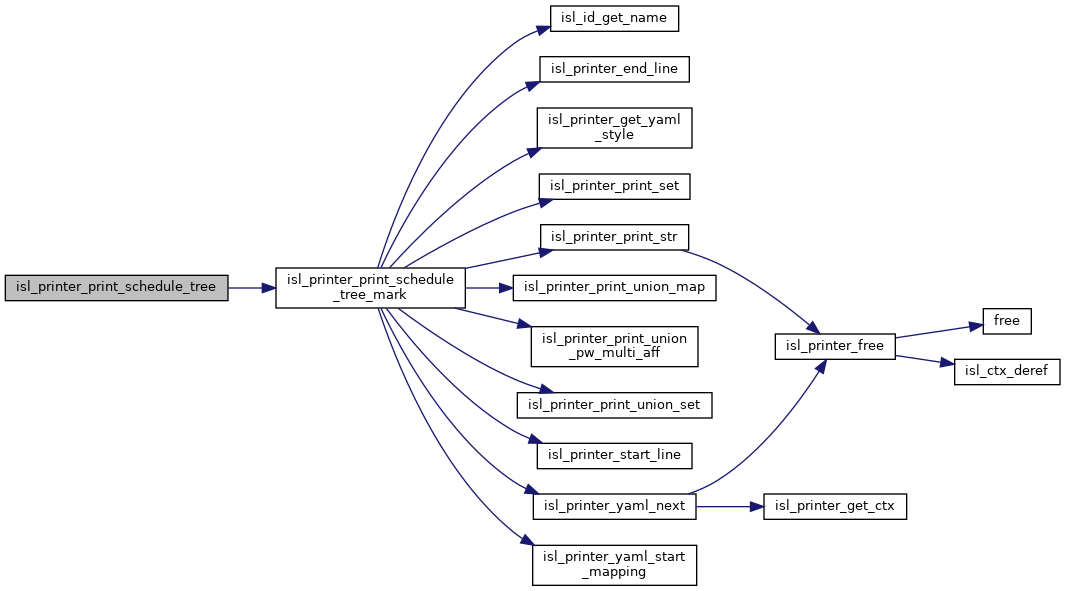 isl_printer_print_schedule_tree
isl_printer_print_schedule
_tree_mark
isl_id_get_name
isl_printer_end_line
isl_printer_get_yaml
_style
isl_printer_print_set
isl_printer_print_str
isl_printer_print_union_map
isl_printer_print_union
_pw_multi_aff
isl_printer_print_union_set
isl_printer_start_line
isl_printer_yaml_next
isl_printer_yaml_start
_mapping
isl_printer_free
isl_printer_get_ctx
free
isl_ctx_deref